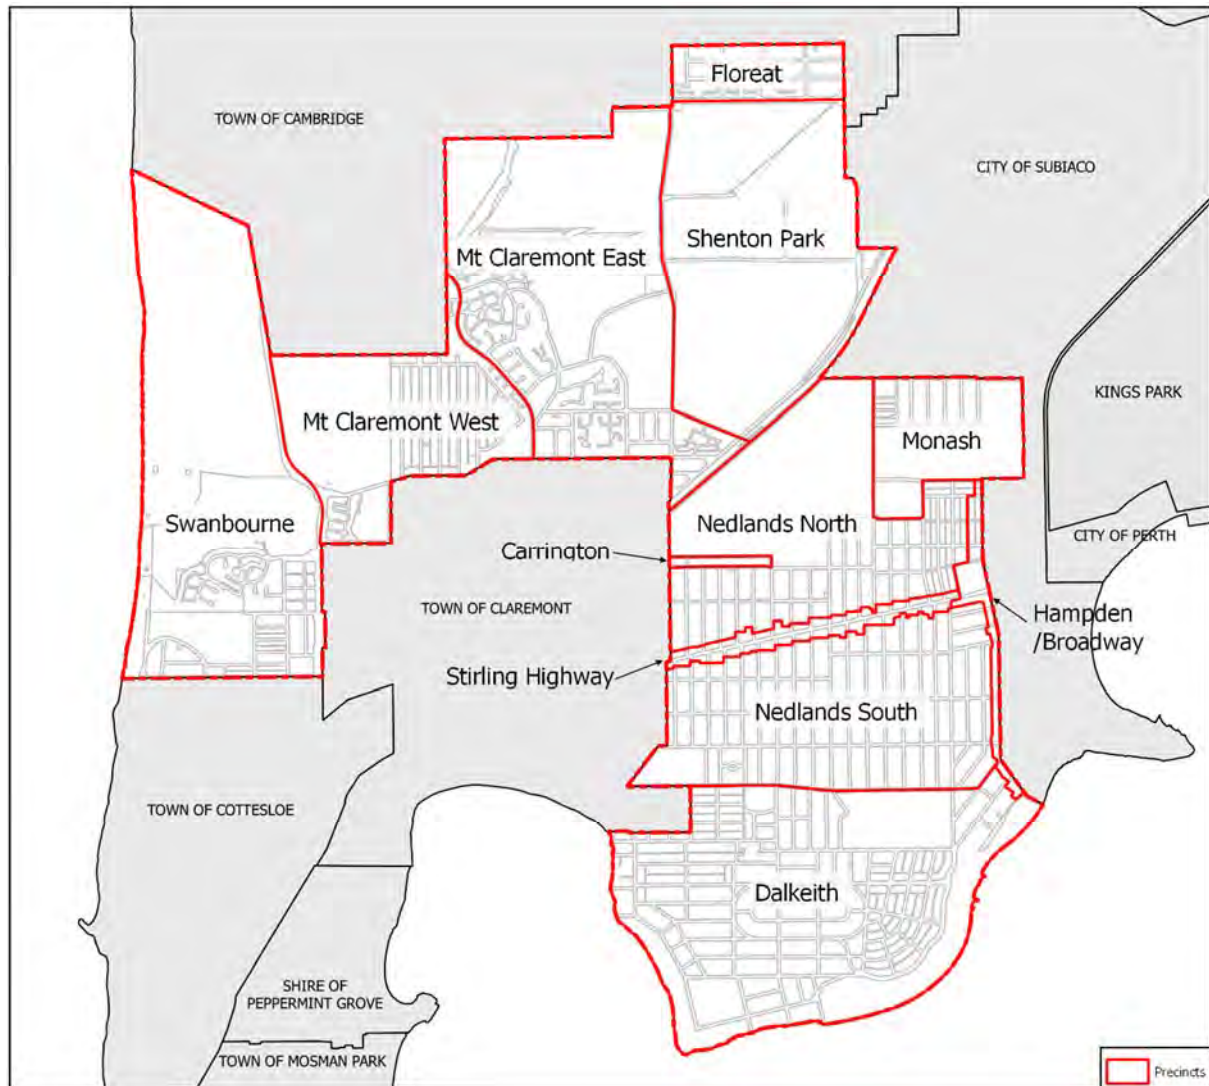 Floreat
TOWN OF CAMBRIDGE
CITY OF SUBIACO
Shenton Park
Mt Claremont East
KINGS PARK
Mt Claremont West
Monash
Swanbourne
Nedlands North
CITY OF PERTH
Carrington
TOWN OF CLAREMONT
Hampden
/Broadway
Stirling Highway
Nedlands South
TOWN OF COTTESLOE
Dalkeith
SHIRE OF
PEPPERMINT GROVE
TOWN OF MOSMAN PARK
Precincts